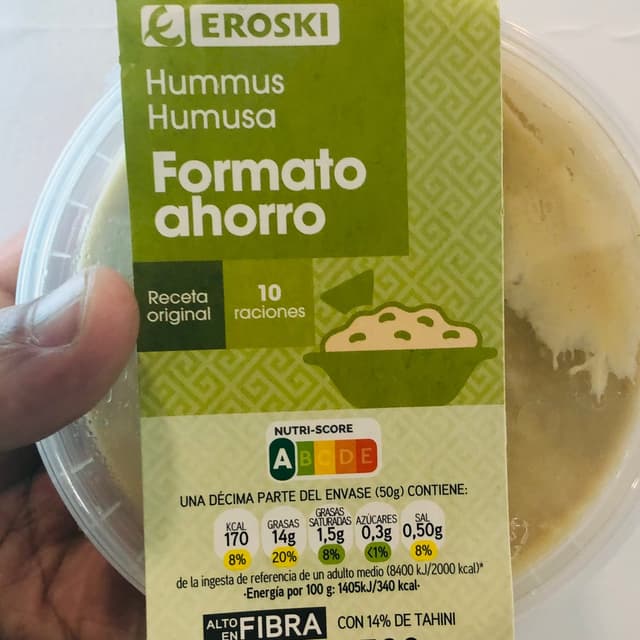 EROSKI
Hummus
Humusa
Formato
ahorro
Receta
original
10
raciones
NUTRI-SCORE
A B C D E
UNA DÉCIMA PARTE DEL ENVASE (50g) CONTIENE:
KCAL
170
8%
GRASAS
14g
20%
GRASAS
SATURADAS
1,5g
8%
AZÚCARES
0,3g
<1%
SAL
0,50g
8%
de la ingesta de referencia de un adulto medio (8400 kJ/2000 kcal)*
·Energía por 100 g: 1405kJ/340 kcal·
ALTO
EN
FIBRA
CON 14% DE TAHINI